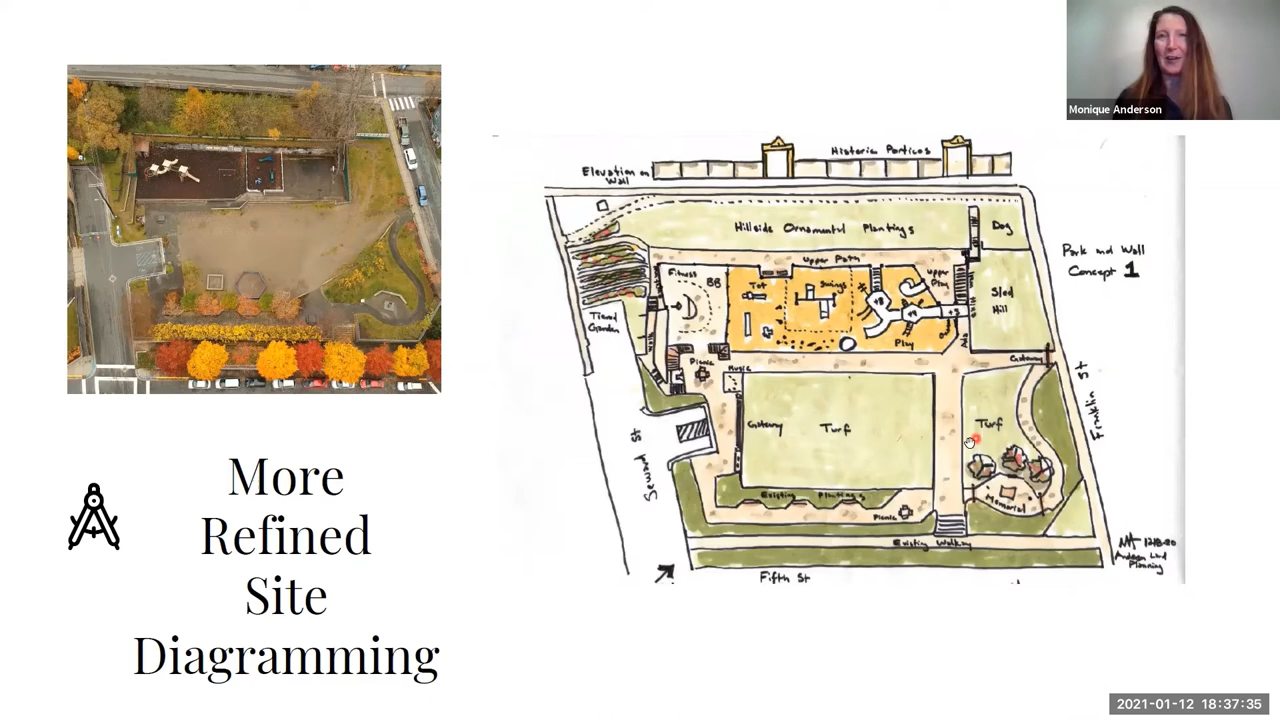 Monique Anderson
More
Refined
Site
Diagramming
Historic Porticos
Elevation on
Wall
Hillside Ornamental Plantings
Dog
Park and Wall
Concept 1
Upper Path
Fitness
BB
Tot
Swings
Upper
Play
Sled
Hill
Tiered
Garden
Play
Picnic
Music
Gateway
Gateway
Turf
Turf
Franklin St
Seward St
Existing Plantings
Picnic
Memorial
Existing Walkway
Fifth St
Planning
2021-01-12 18:37:35